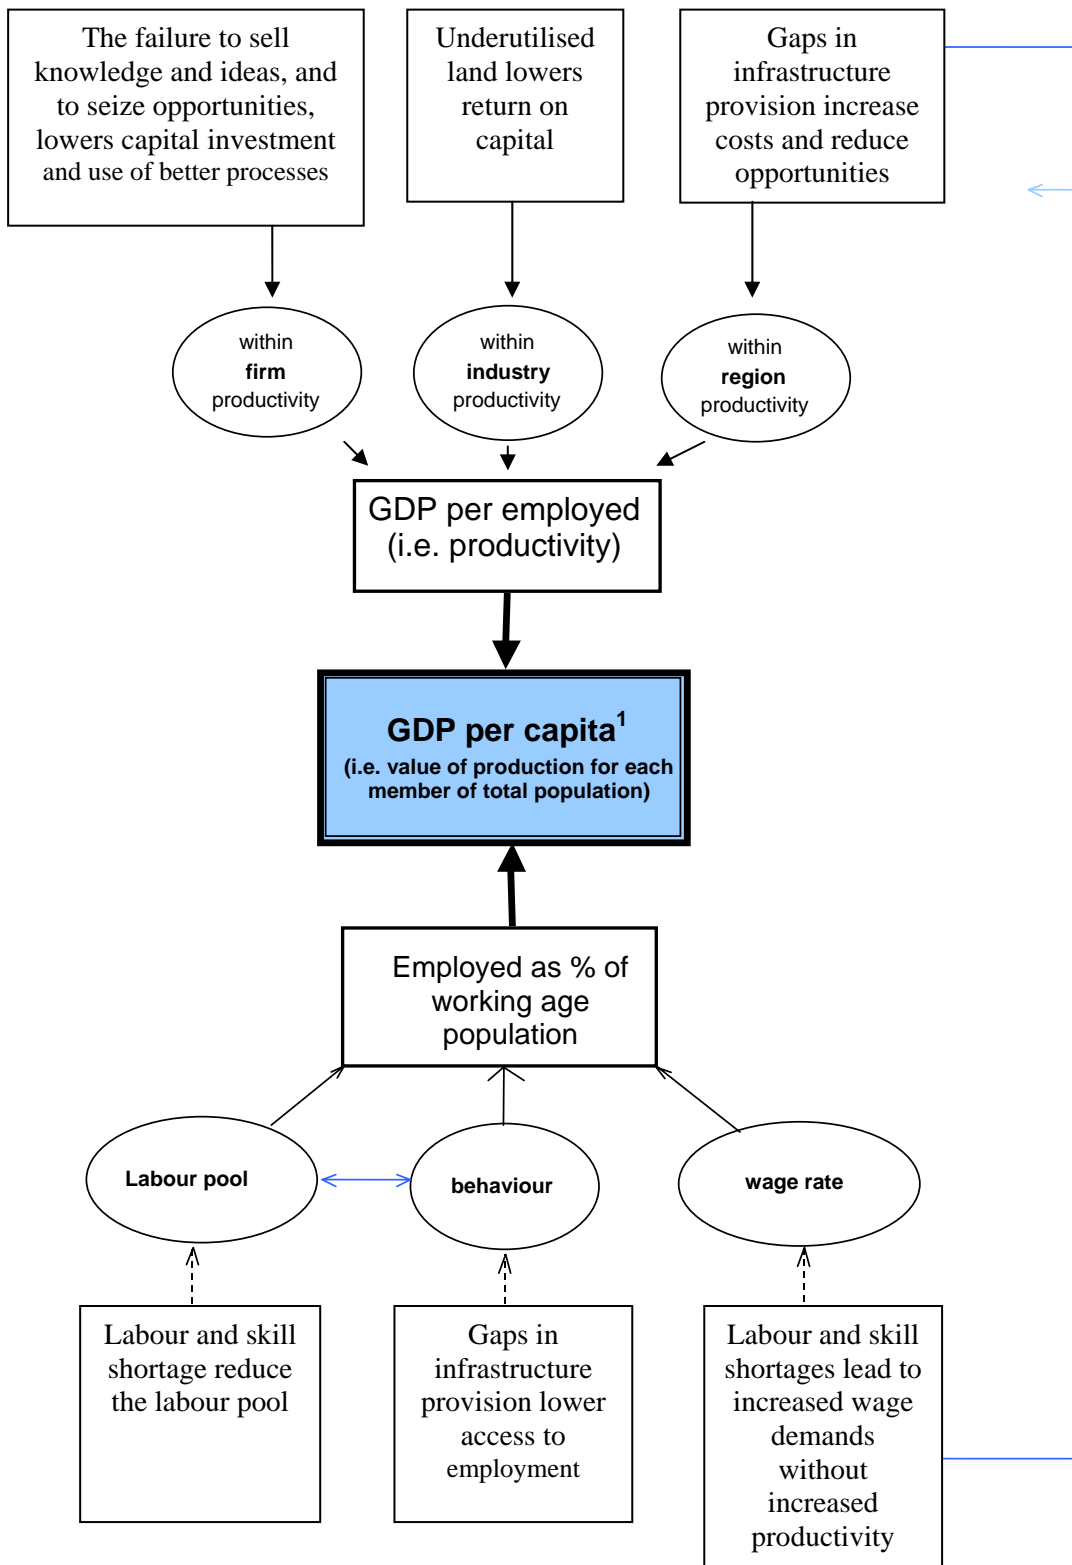 The failure to sell
knowledge and ideas, and
to seize opportunities,
lowers capital investment
and use of better processes
Underutilised
land lowers
return on
capital
Gaps in
infrastructure
provision increase
costs and reduce
opportunities
within
firm
productivity
within
industry
productivity
within
region
productivity
GDP per employed
(i.e. productivity)
GDP per capita¹
(i.e. value of production for each
member of total population)
Employed as % of
working age
population
Labour pool
behaviour
wage rate
Labour and skill
shortage reduce
the labour pool
Gaps in
infrastructure
provision lower
access to
employment
Labour and skill
shortages lead to
increased wage
demands
without
increased
productivity